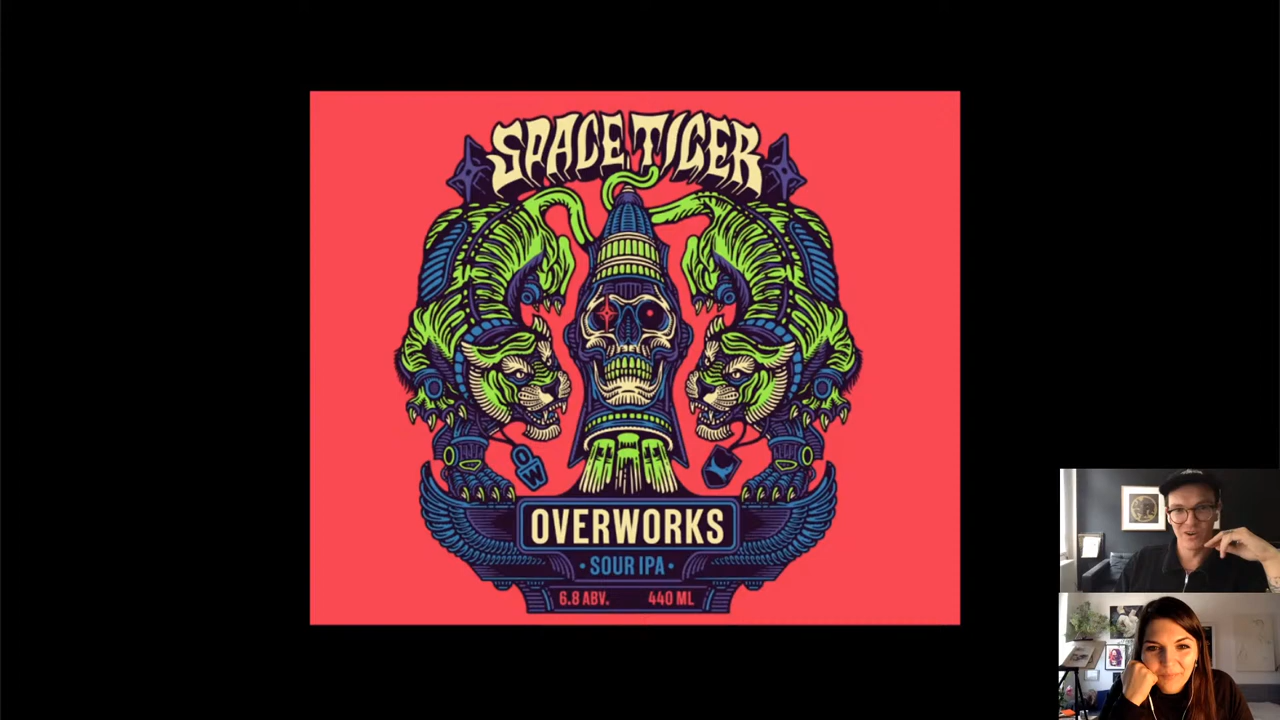 SPACE TIGER
OW
OVERWORKS
• SOUR IPA •
6.8 ABV. 440 ML